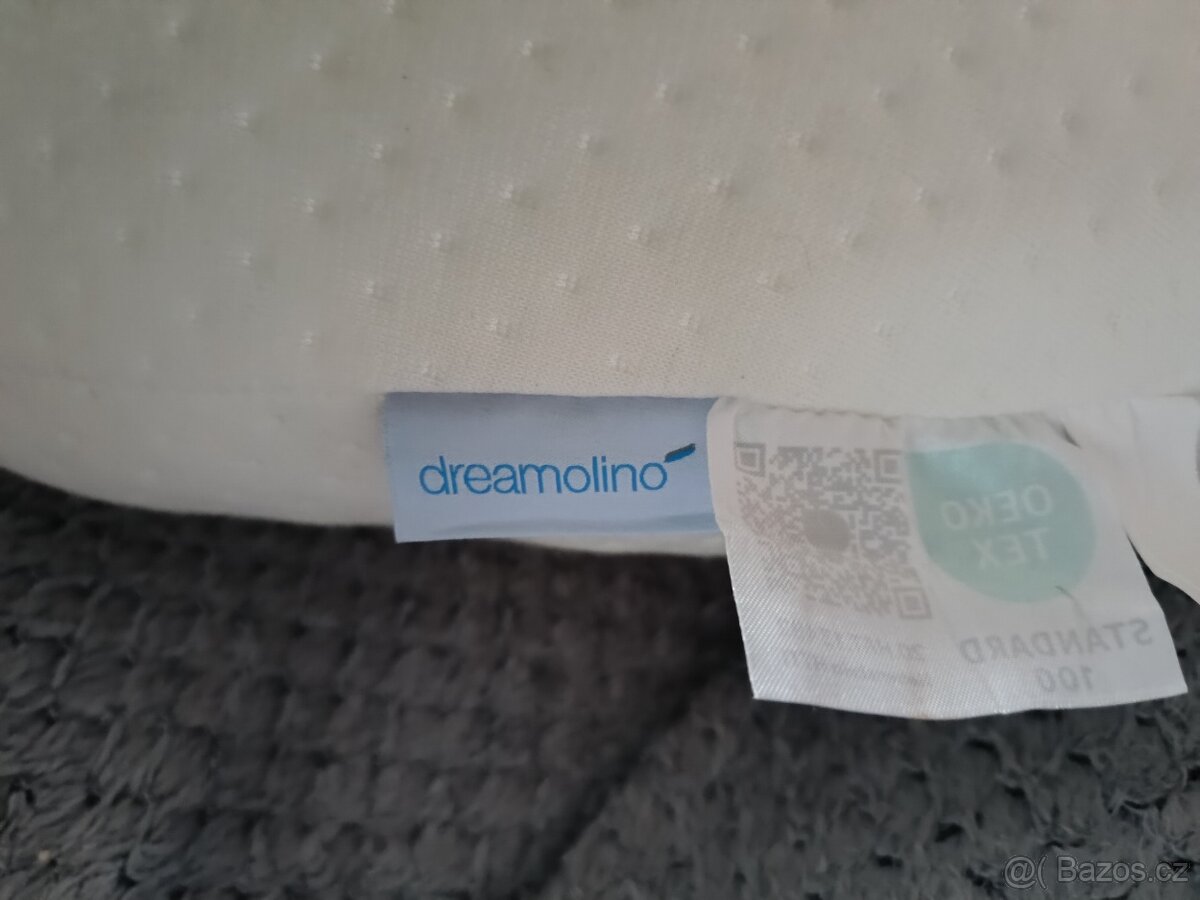 dreamolino
OEKO
TEX
STANDARD
100
@( Bazos.cz